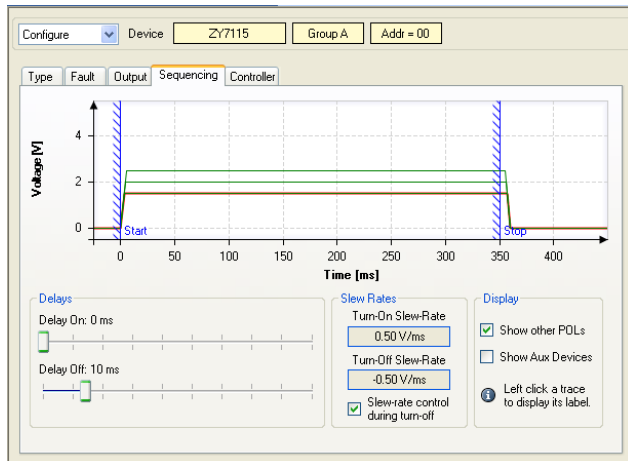 Configure Device ZY7115 Group A Addr = 00
Type Fault Output Sequencing Controller
Voltage [V]
4
2
0
Start Stop
0 50 100 150 200 250 300 350 400
Time [ms]
Delays
Delay On: 0 ms
Delay Off: 10 ms
Slew Rates
Turn-On Slew-Rate
0.50 V/ms
Turn-Off Slew-Rate
-0.50 V/ms
Slew-rate control
during turn-off
Display
Show other POLs
Show Aux Devices
Left click a trace
to display its label.